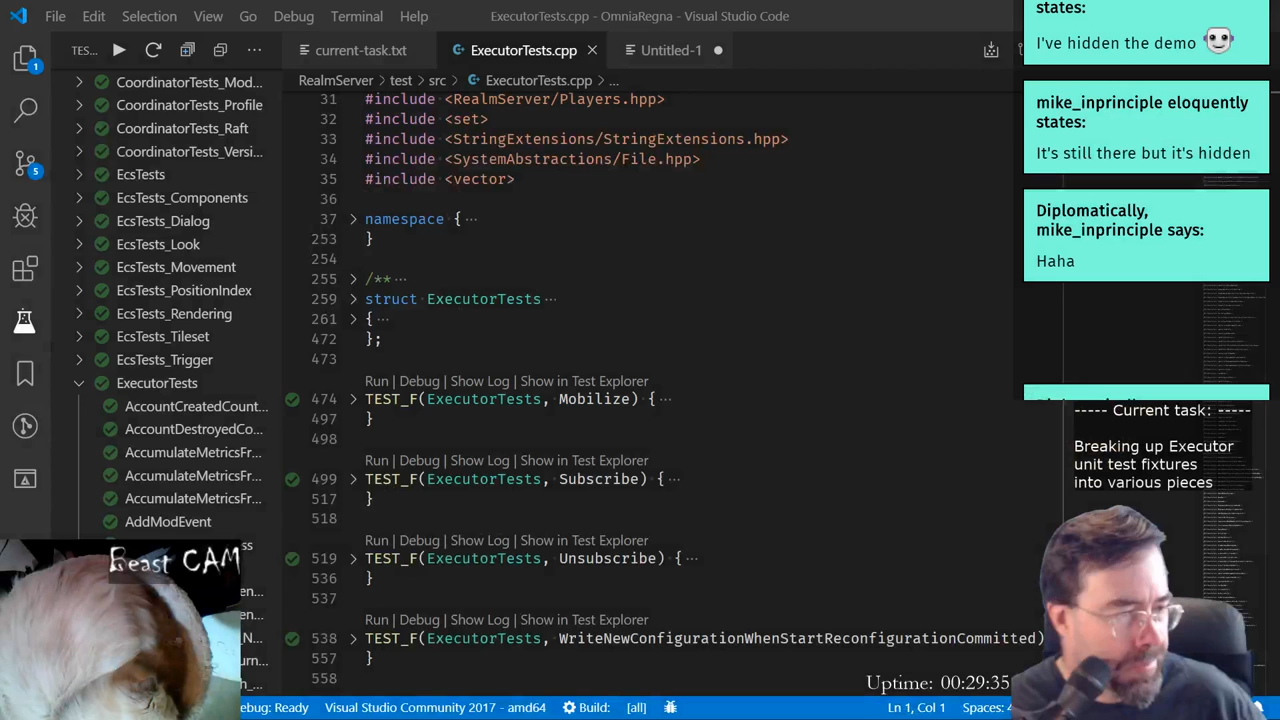 File Edit Selection View Go Debug Terminal Help
ExecutorTests.cpp - OmniaRegna - Visual Studio Code
TES...
current-task.txt
ExecutorTests.cpp
Untitled-1
RealmServer > test > src > ExecutorTests.cpp > ...
1
5
CoordinatorTests_Mod...
CoordinatorTests_Profile
CoordinatorTests_Raft
CoordinatorTests_Versi...
EcsTests
EcsTests_Components
EcsTests_Dialog
EcsTests_Look
EcsTests_Movement
EcsTests_PositionIndex
EcsTests_Rendering
EcsTests_Tileset
EcsTests_Trigger
ExecutorTests
AccountCreatedCount...
AccountDestroyedCo...
AccumulateMetricsFr...
AccumulateMetricsFr...
AccumulateMetricsFr...
AddModEvent
31 #include <RealmServer/Players.hpp>
32 #include <set>
33 #include <StringExtensions/StringExtensions.hpp>
34 #include <SystemAbstractions/File.hpp>
35 #include <vector>
36
37 namespace { ...
253 }
254
255 /** ...
259 struct ExecutorTests ...
261 { ...
472 };
473
Run | Debug | Show Log | Show in Test Explorer
474 TEST_F(ExecutorTests, Mobilize) { ...
497 }
498
Run | Debug | Show Log | Show in Test Explorer
499 TEST_F(ExecutorTests, Subscribe) { ...
517 }
518
Run | Debug | Show Log | Show in Test Explorer
519 TEST_F(ExecutorTests, Unsubscribe) { ...
536 }
537
Run | Debug | Show Log | Show in Test Explorer
538 TEST_F(ExecutorTests, WriteNewConfigurationWhenStartReconfigurationCommitted)
557 }
558
states:
I've hidden the demo
mike_inprinciple eloquently
states:
It's still there but it's hidden
Diplomatically,
mike_inprinciple says:
Haha
----- Current task: -----
Breaking up Executor
unit test fixtures
into various pieces
Beast CAM
Uptime: 00:29:35
ebug: Ready
Visual Studio Community 2017 - amd64
Build: [all]
Ln 1, Col 1
Spaces: 4